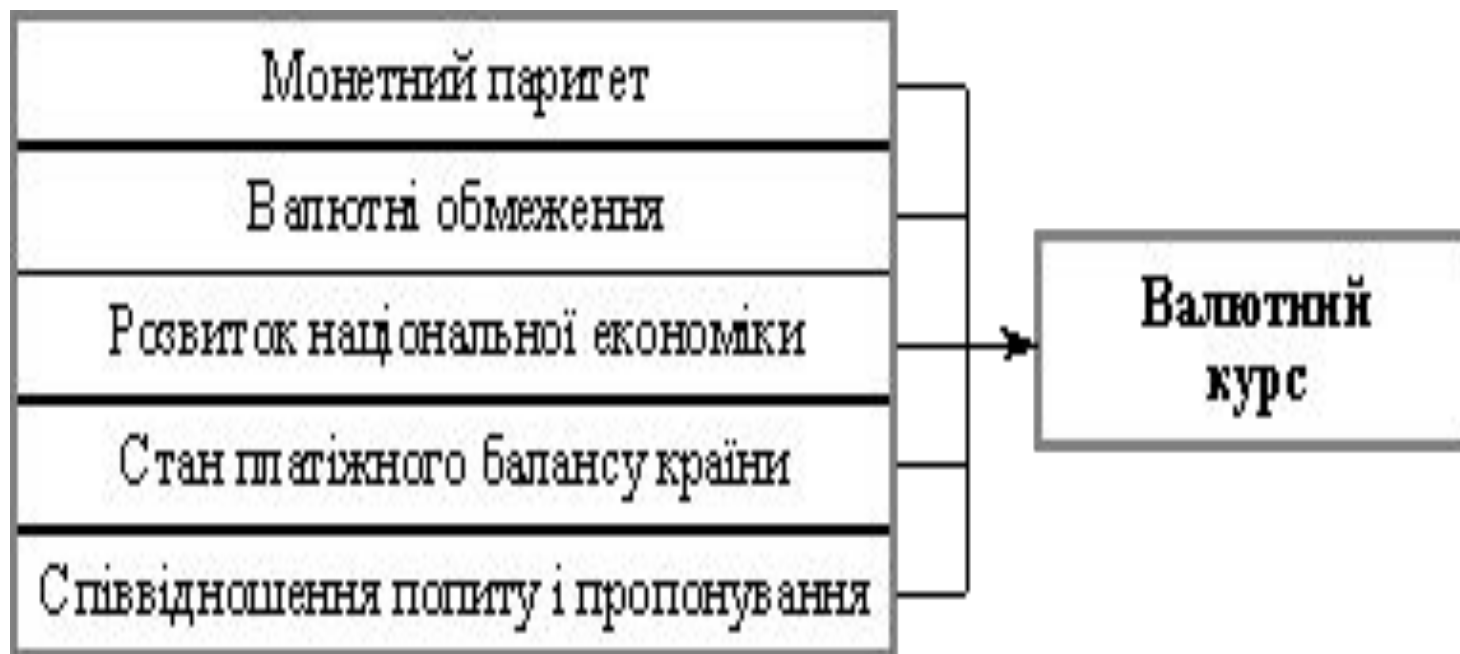 Монетний паритет
Валютні обмеження
Розвиток національної економіки
Стан платіжного балансу країни
Співвідношення попиту і пропонування
Валютний
курс